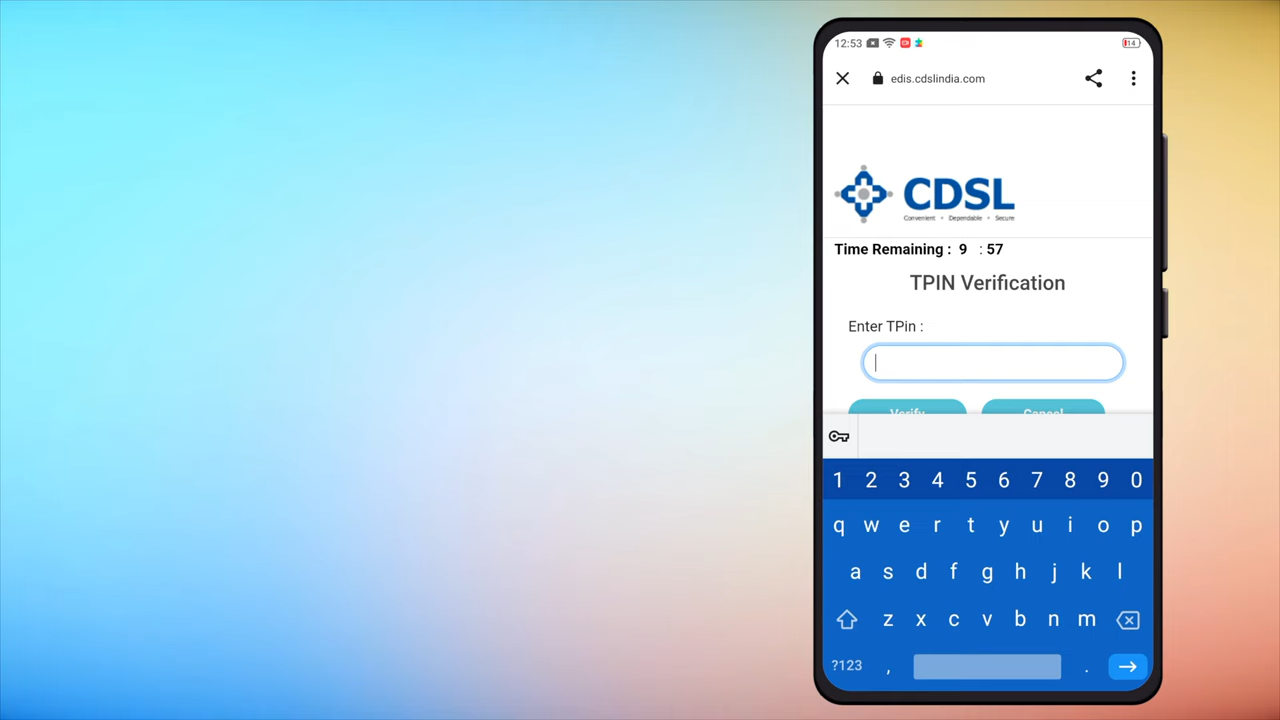 12:53 14
edis.cdslindia.com
CDSL
Convenient • Dependable • Secure
Time Remaining : 9 : 57
TPIN Verification
Enter TPin :
Verify Cancel
1 2 3 4 5 6 7 8 9 0
q w e r t y u i o p
a s d f g h j k l
z x c v b n m
?123 , .